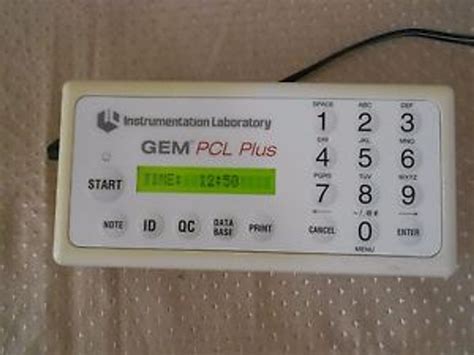 Instrumentation Laboratory
GEM® PCL Plus
TIME: 12:50
START
NOTE ID QC DATA BASE PRINT
SPACE ABC DEF
1 2 3
GHI JKL MNO
4 5 6
PQRS TUV WXYZ
7 8 9
←— ~/.@# —→
CANCEL 0 ENTER
MENU